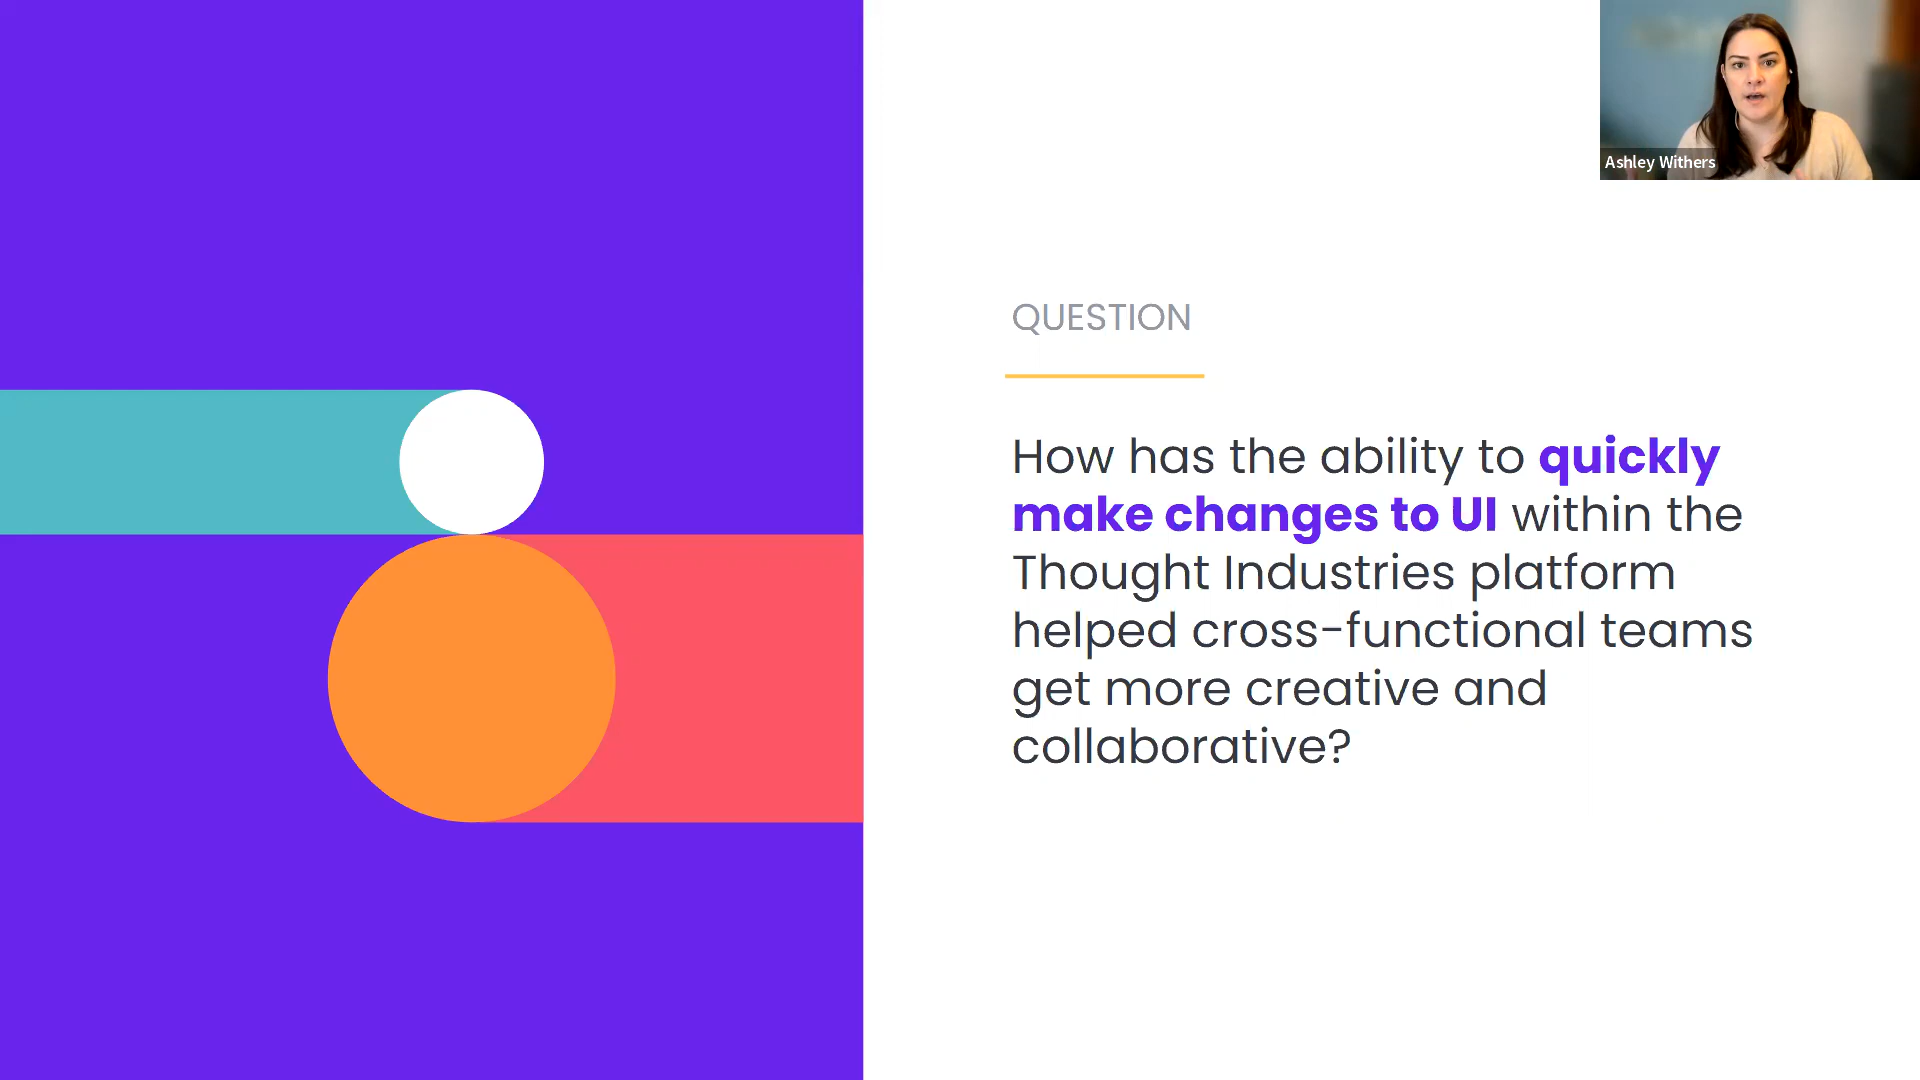 Ashley Withers
QUESTION
How has the ability to quickly
make changes to UI within the
Thought Industries platform
helped cross-functional teams
get more creative and
collaborative?